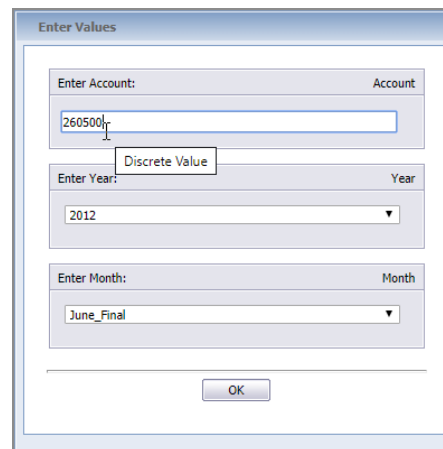 Enter Values
Enter Account: Account
260500
Discrete Value
Enter Year: Year
2012
Enter Month: Month
June_Final
OK